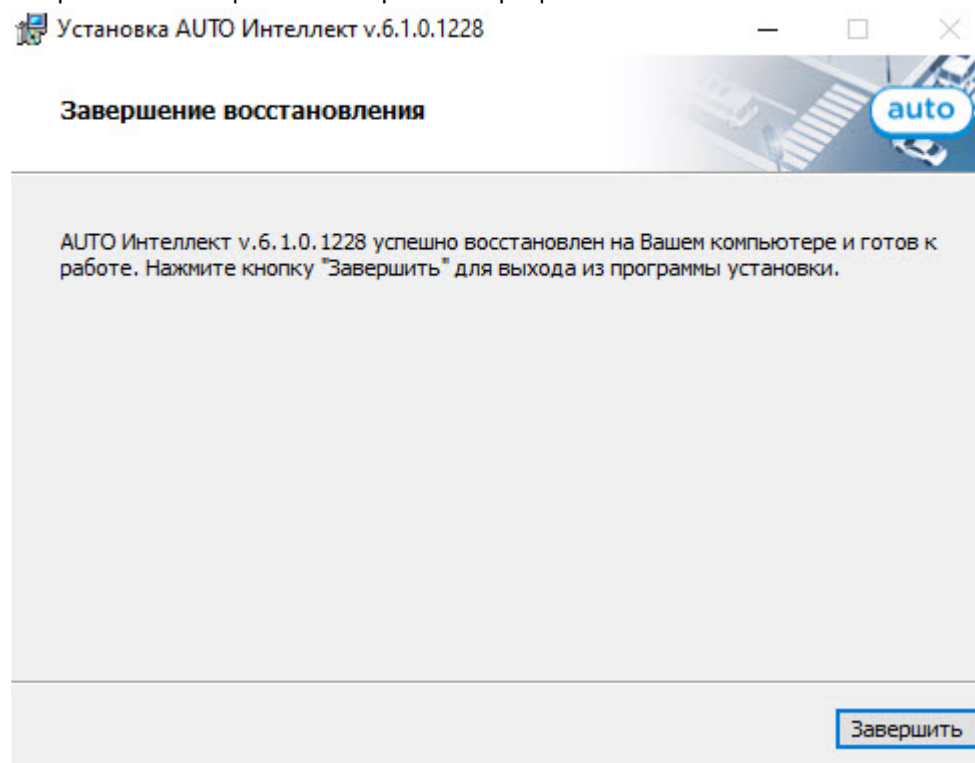 Установка AUTO Интеллект v.6.1.0.1228
Завершение восстановления
auto
AUTO Интеллект v.6.1.0.1228 успешно восстановлен на Вашем компьютере и готов к
работе. Нажмите кнопку "Завершить" для выхода из программы установки.
Завершить